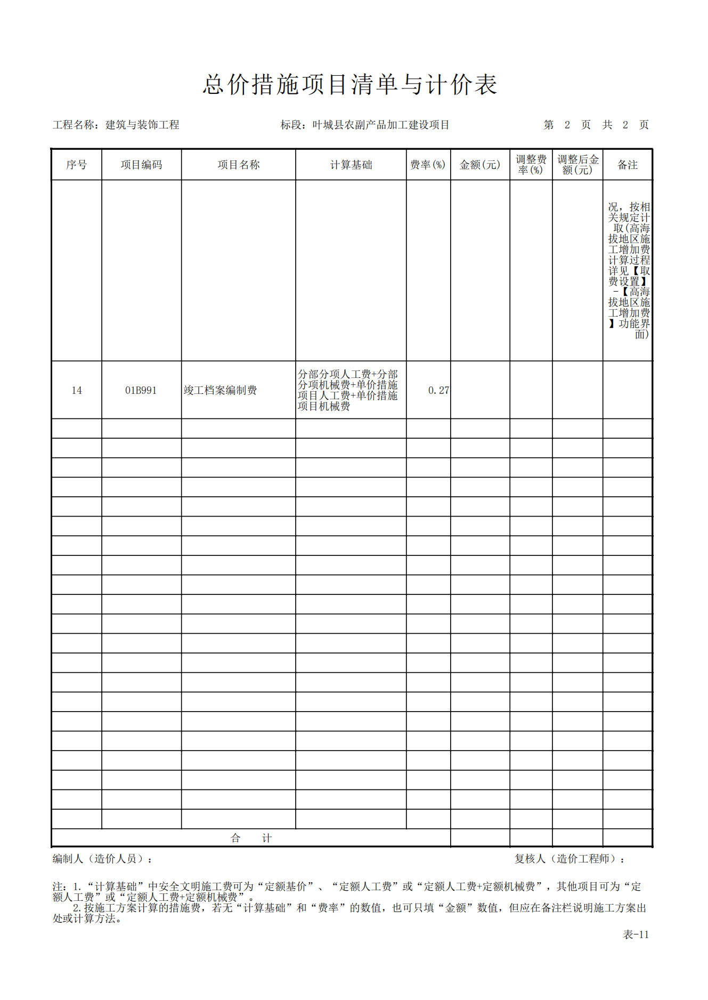 总价措施项目清单与计价表
工程名称：建筑与装饰工程 标段：叶城县农副产品加工建设项目 第 2 页 共 2 页
序号 项目编码 项目名称 计算基础 费率(%) 金额(元) 调整费率(%) 调整后金额(元) 备注
况，按相
关规定计
取(高海
拔地区施
工增加费
计算过程
详见【取
费设置】
-【高海
拔地区施
工增加费
】功能界
面)
14 01B991 竣工档案编制费
分部分项人工费+分部
分项机械费+单价措施
项目人工费+单价措施
项目机械费
0.27
合 计
编制人（造价人员）： 复核人（造价工程师）：
注：1.“计算基础”中安全文明施工费可为“定额基价”、“定额人工费”或“定额人工费+定额机械费”，其他项目可为“定
额人工费”或“定额人工费+定额机械费”。
2.按施工方案计算的措施费，若无“计算基础”和“费率”的数值，也可只填“金额”数值，但应在备注栏说明施工方案出
处或计算方法。
表-11